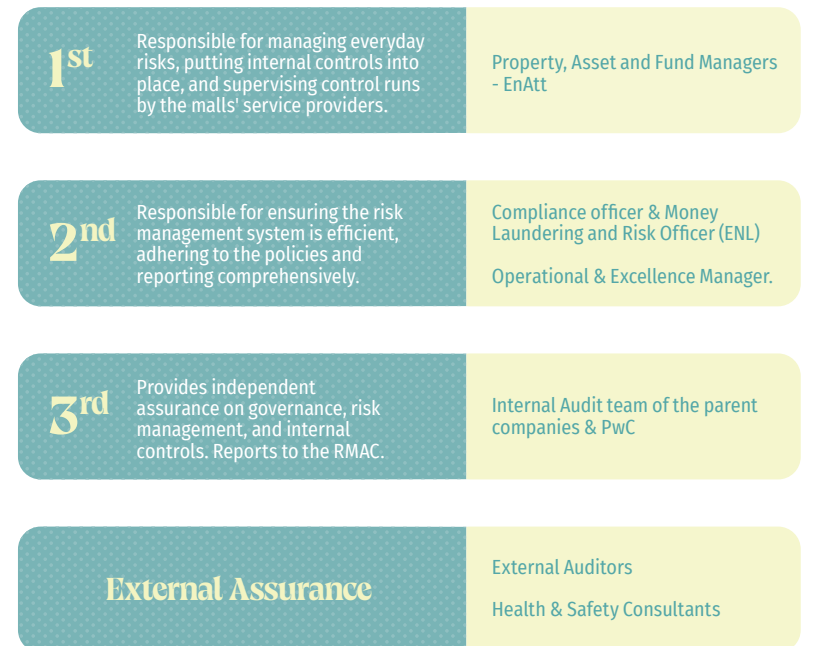 1st
Responsible for managing everyday
risks, putting internal controls into
place, and supervising control runs
by the malls' service providers.
Property, Asset and Fund Managers
- EnAtt
2nd
Responsible for ensuring the risk
management system is efficient,
adhering to the policies and
reporting comprehensively.
Compliance officer & Money
Laundering and Risk Officer (ENL)
Operational & Excellence Manager.
3rd
Provides independent
assurance on governance, risk
management, and internal
controls. Reports to the RMAC.
Internal Audit team of the parent
companies & PwC
External Assurance
External Auditors
Health & Safety Consultants